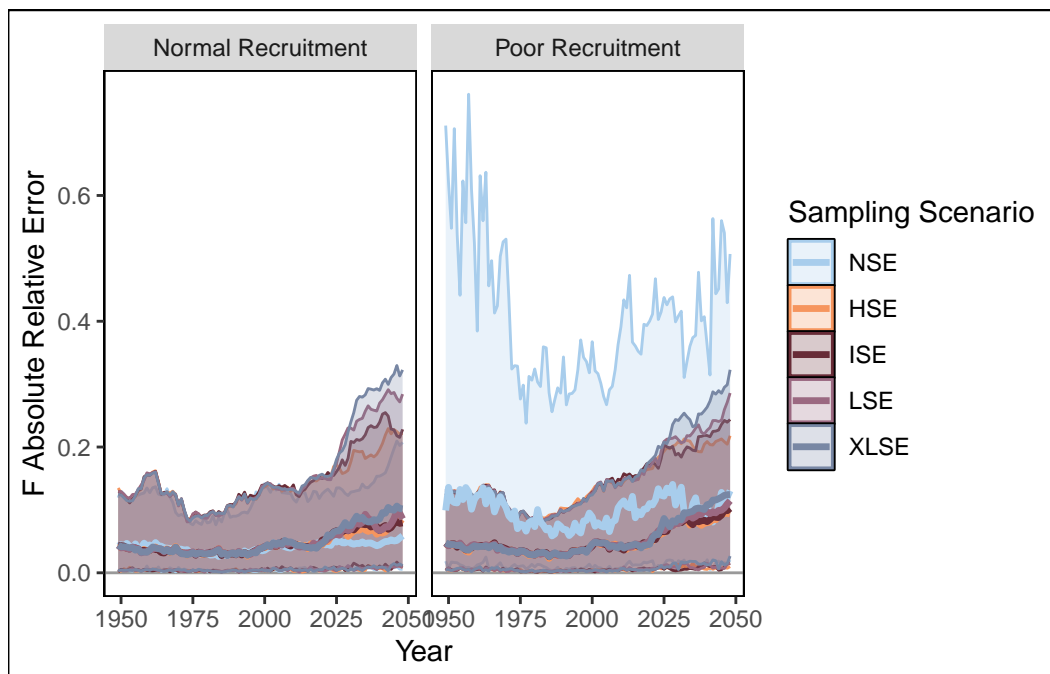 Normal Recruitment
Poor Recruitment
F Absolute Relative Error
0.6
0.4
0.2
0.0
1950 1975 2000 2025 2050
1950 1975 2000 2025 2050
Year
Sampling Scenario
NSE
HSE
ISE
LSE
XLSE